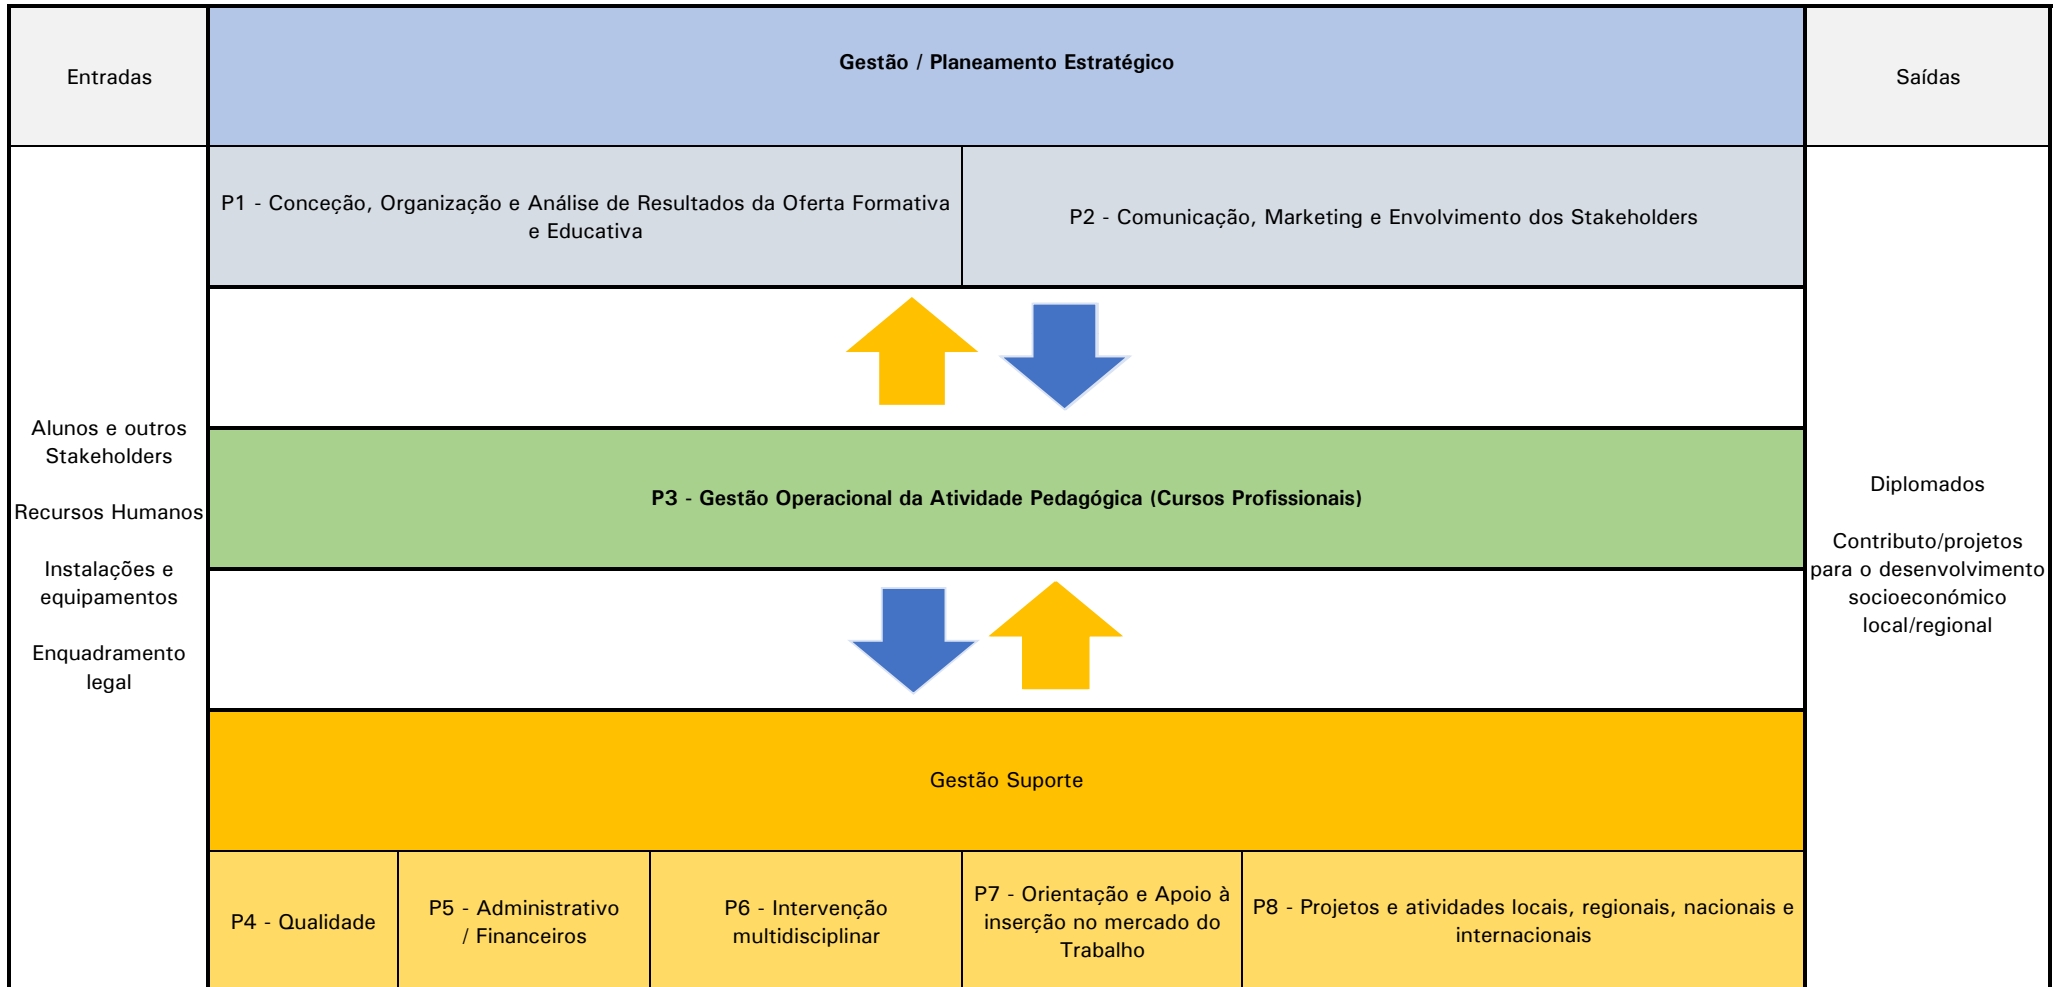 Entradas
Gestão / Planeamento Estratégico
Saídas
P1 - Conceção, Organização e Análise de Resultados da Oferta Formativa
e Educativa
P2 - Comunicação, Marketing e Envolvimento dos Stakeholders
Alunos e outros
Stakeholders
Recursos Humanos
Instalações e
equipamentos
Enquadramento
legal
P3 - Gestão Operacional da Atividade Pedagógica (Cursos Profissionais)
Diplomados
Contributo/projetos
para o desenvolvimento
socioeconómico
local/regional
Gestão Suporte
P4 - Qualidade
P5 - Administrativo
/ Financeiros
P6 - Intervenção
multidisciplinar
P7 - Orientação e Apoio à
inserção no mercado do
Trabalho
P8 - Projetos e atividades locais, regionais, nacionais e
internacionais